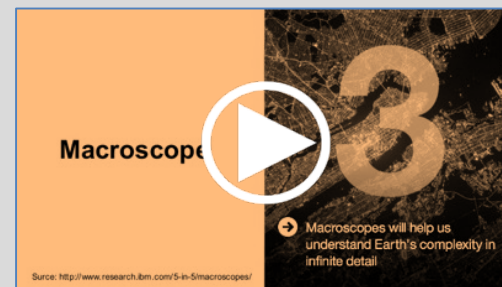 Macroscope
3
Macroscopes will help us
understand Earth's complexity in
infinite detail
Surce: http://www.research.ibm.com/5-in-5/macroscopes/